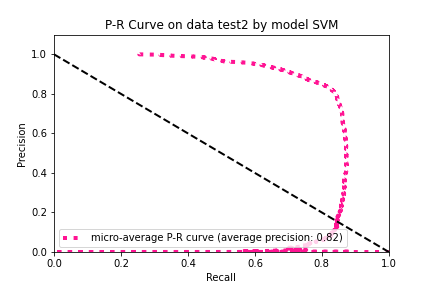 P-R Curve on data test2 by model SVM
1.0
0.8
0.6
0.4
0.2
0.0
Precision
micro-average P-R curve (average precision: 0.82)
0.0 0.2 0.4 0.6 0.8 1.0
Recall